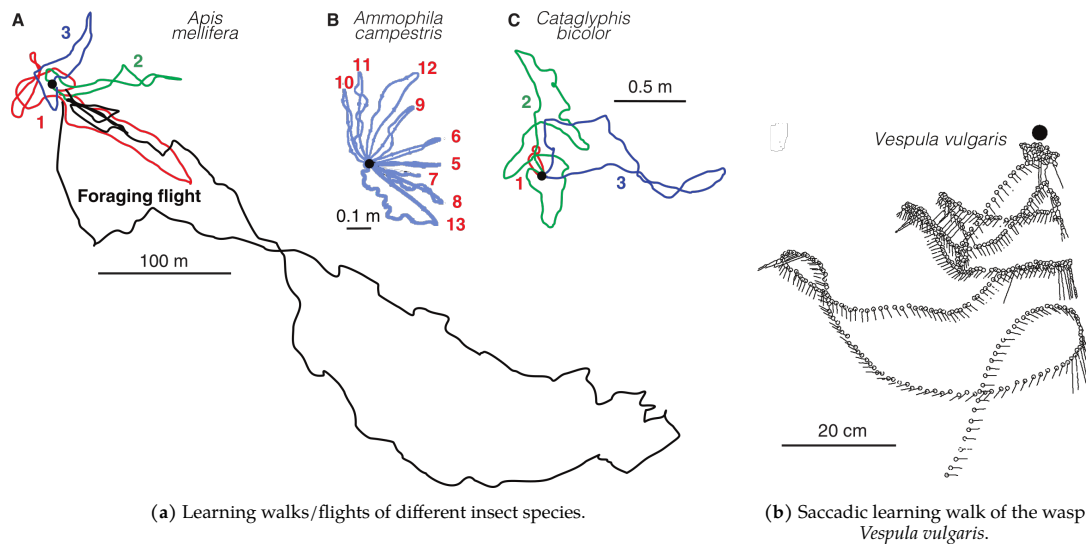 A
Apis
mellifera
3
2
1
Foraging flight
100 m
B
Ammophila
campestris
11
12
10
9
6
5
7
8
13
0.1 m
C
Cataglyphis
bicolor
0.5 m
2
1
3
(a) Learning walks/flights of different insect species.
Vespula vulgaris
20 cm
(b) Saccadic learning walk of the wasp
Vespula vulgaris.